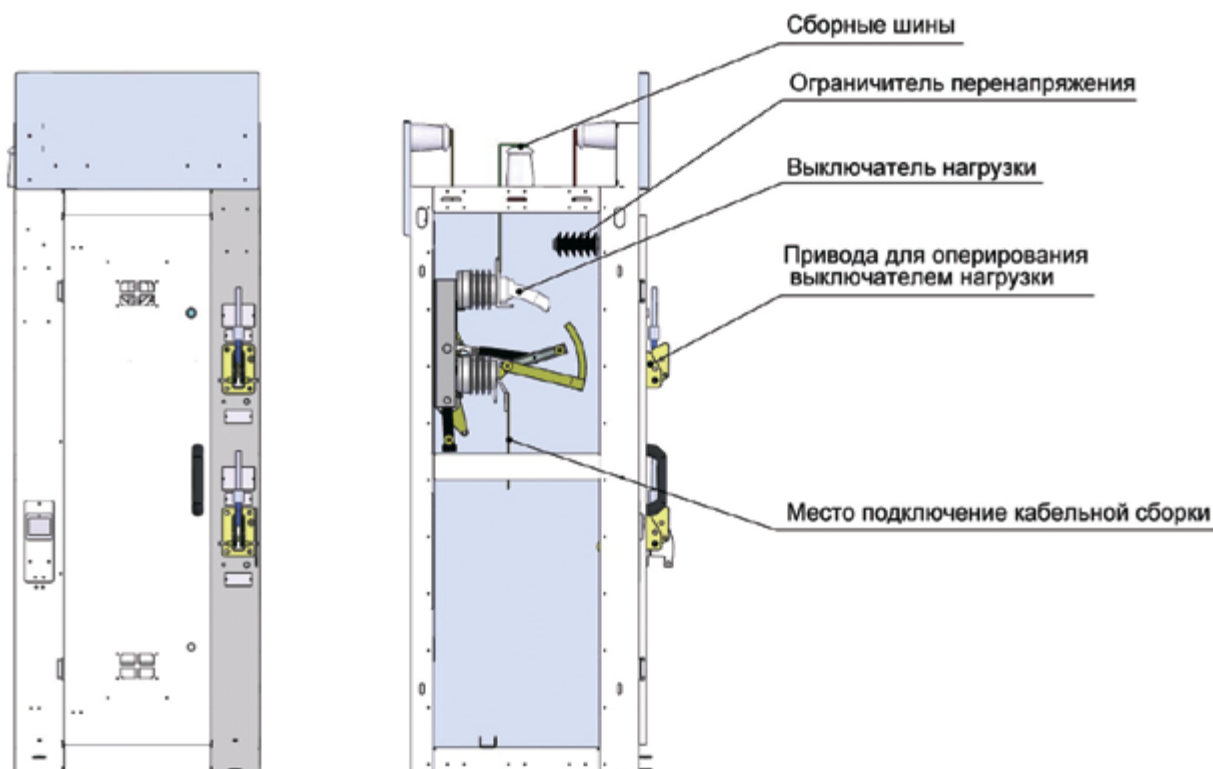 Сборные шины
Ограничитель перенапряжения
Выключатель нагрузки
Привода для оперирования
выключателем нагрузки
Место подключение кабельной сборки